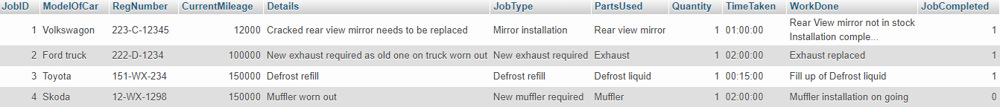 JobID ModelOfCar RegNumber CurrentMileage Details JobType PartsUsed Quantity TimeTaken WorkDone JobCompleted
1 Volkswagon 223-C-12345 12000 Cracked rear view mirror needs to be replaced Mirror installation Rear view mirror 1 01:00:00 Rear View mirror not in stock Installation comple... 1
2 Ford truck 222-D-1234 100000 New exhaust required as old one on truck worn out New exhaust required Exhaust 1 02:00:00 Exhaust replaced 1
3 Toyota 151-WX-234 150000 Defrost refill Defrost refill Defrost liquid 1 00:15:00 Fill up of Defrost liquid 1
4 Skoda 12-WX-1298 150000 Muffler worn out New muffler required Muffler 1 02:00:00 Muffler installation on going 0